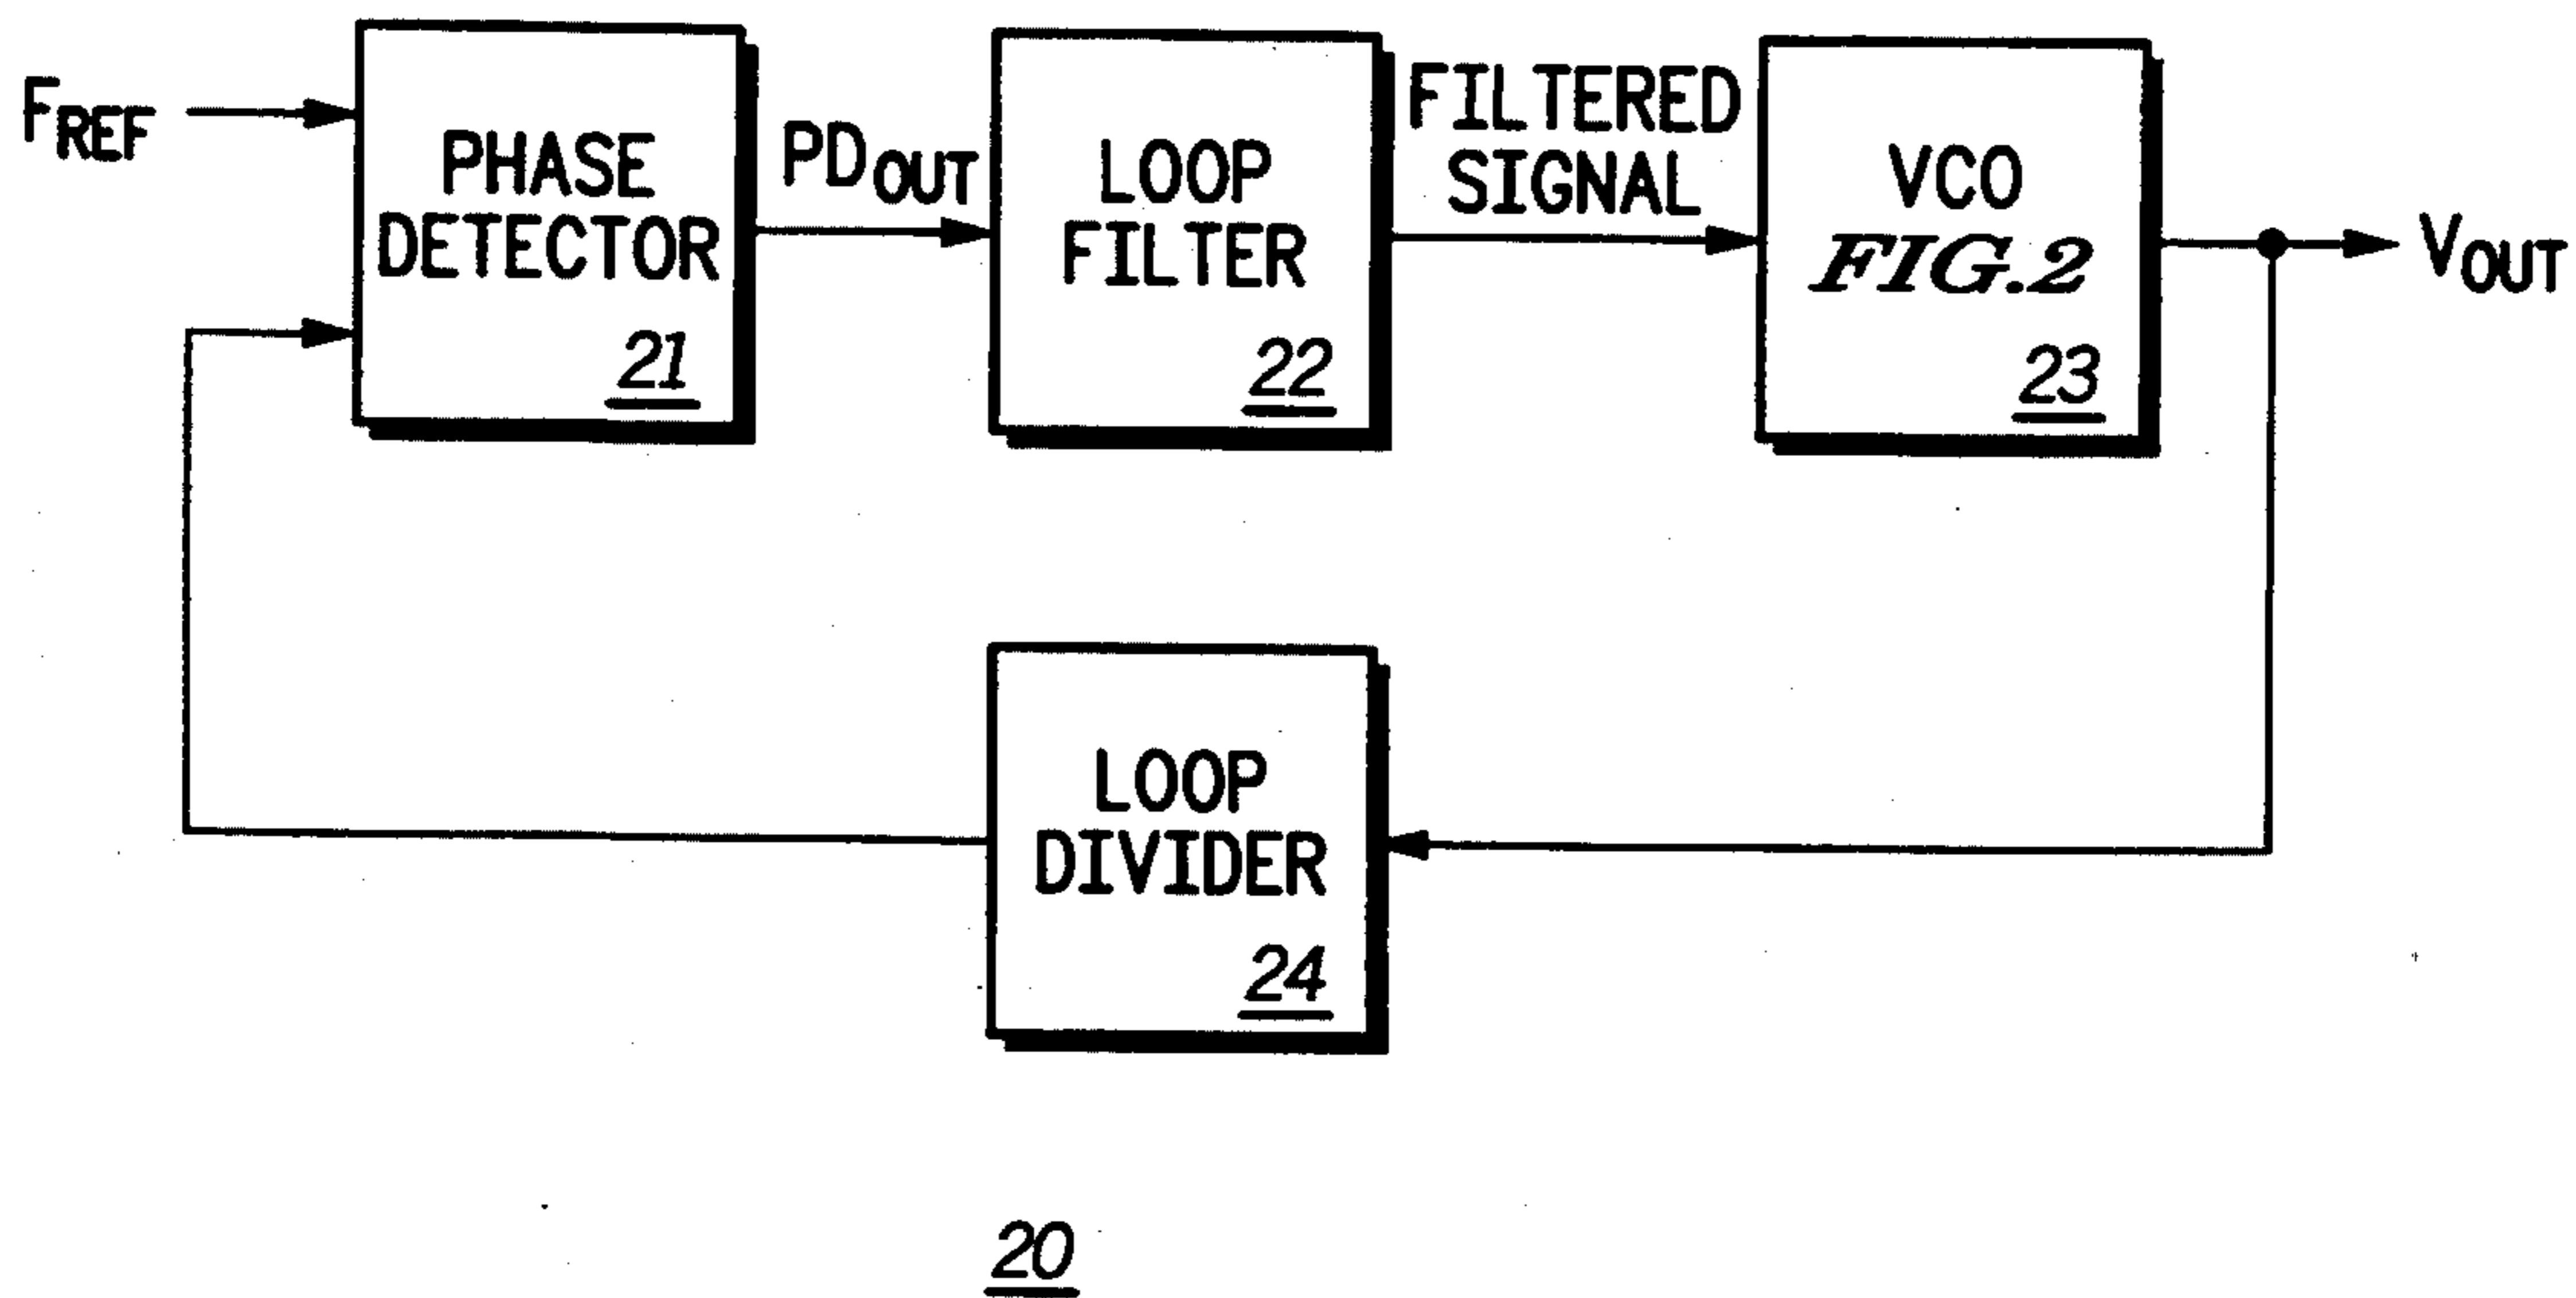 FREF
PHASE
DETECTOR
21
PDOUT
LOOP
FILTER
22
FILTERED
SIGNAL
VCO
FIG.2
23
VOUT
LOOP
DIVIDER
24
20